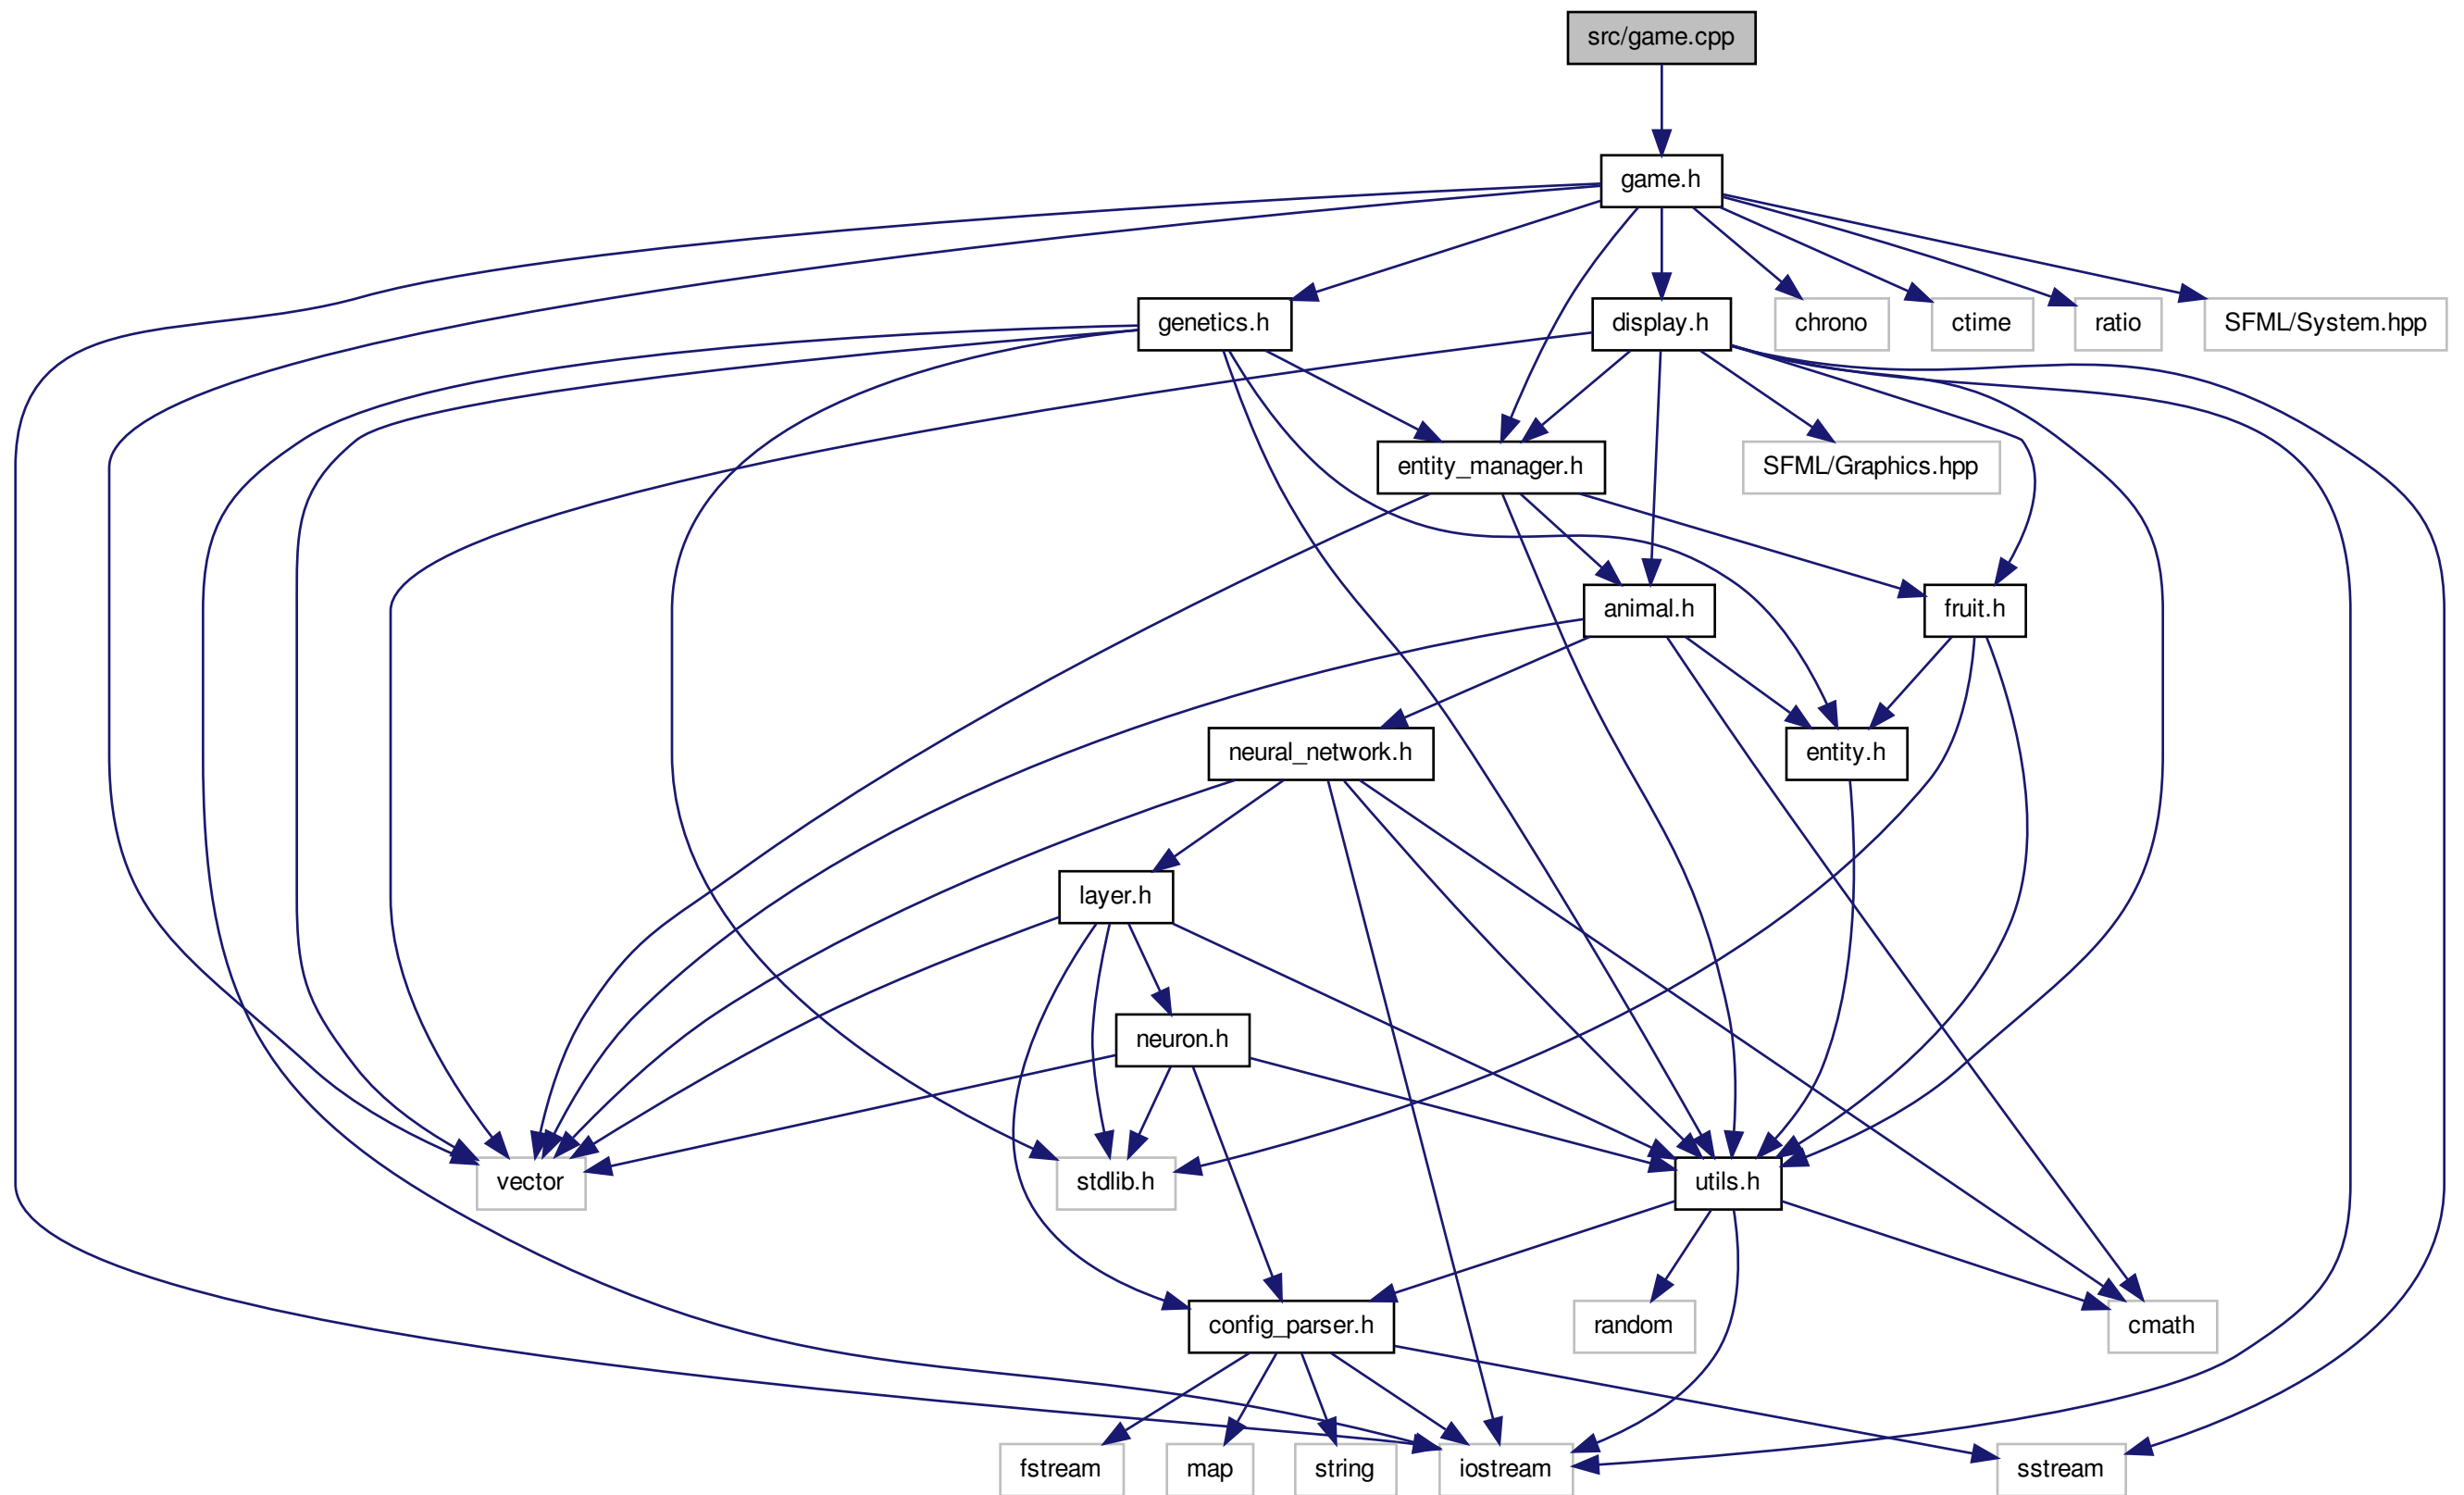 src/game.cpp
game.h
genetics.h
display.h
chrono
ctime
ratio
SFML/System.hpp
entity_manager.h
SFML/Graphics.hpp
animal.h
fruit.h
neural_network.h
entity.h
layer.h
neuron.h
vector
stdlib.h
utils.h
config_parser.h
random
cmath
fstream
map
string
iostream
sstream